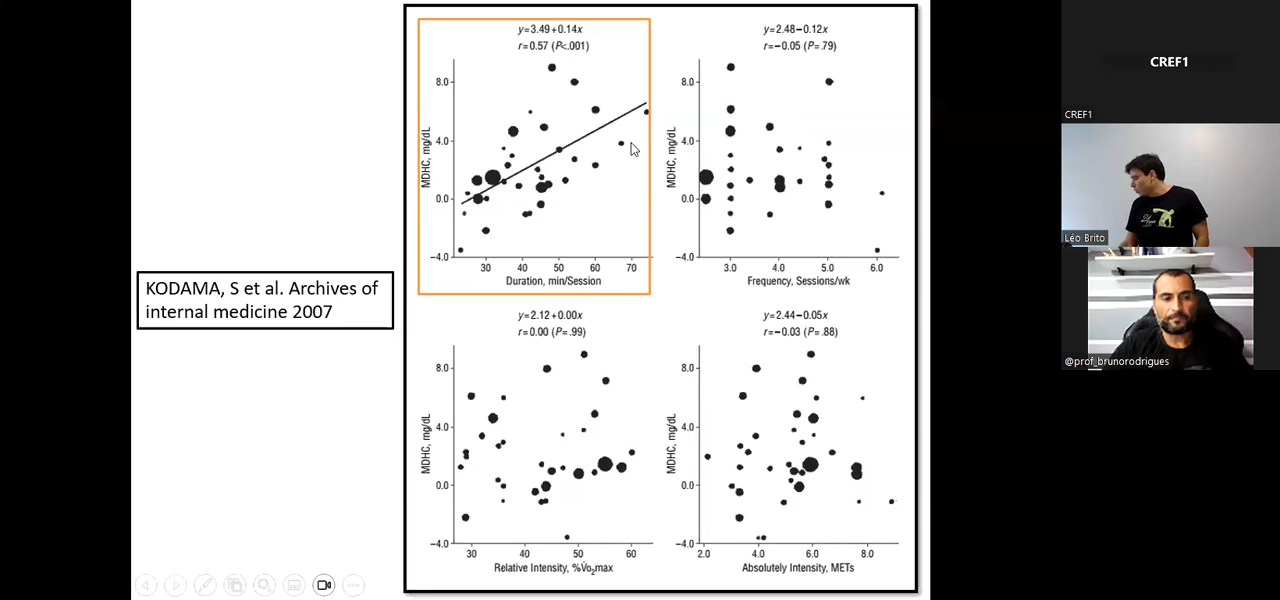 KODAMA, S et al. Archives of
internal medicine 2007
y=3.49+0.14x
r=0.57 (P<.001)
MDHC, mg/dL
8.0
4.0
0.0
−4.0
30 40 50 60 70
Duration, min/Session
y=2.48−0.12x
r=−0.05 (P=.79)
MDHC, mg/dL
8.0
4.0
0.0
−4.0
3.0 4.0 5.0 6.0
Frequency, Sessions/wk
y=2.12+0.00x
r=0.00 (P=.99)
MDHC, mg/dL
8.0
4.0
0.0
−4.0
30 40 50 60
Relative Intensity, %V̇o2max
y=2.44−0.05x
r=−0.03 (P=.88)
MDHC, mg/dL
8.0
4.0
0.0
−4.0
2.0 4.0 6.0 8.0
Absolutely Intensity, METs
CREF1
CREF1
Léo Brito
@prof_brunorodrigues